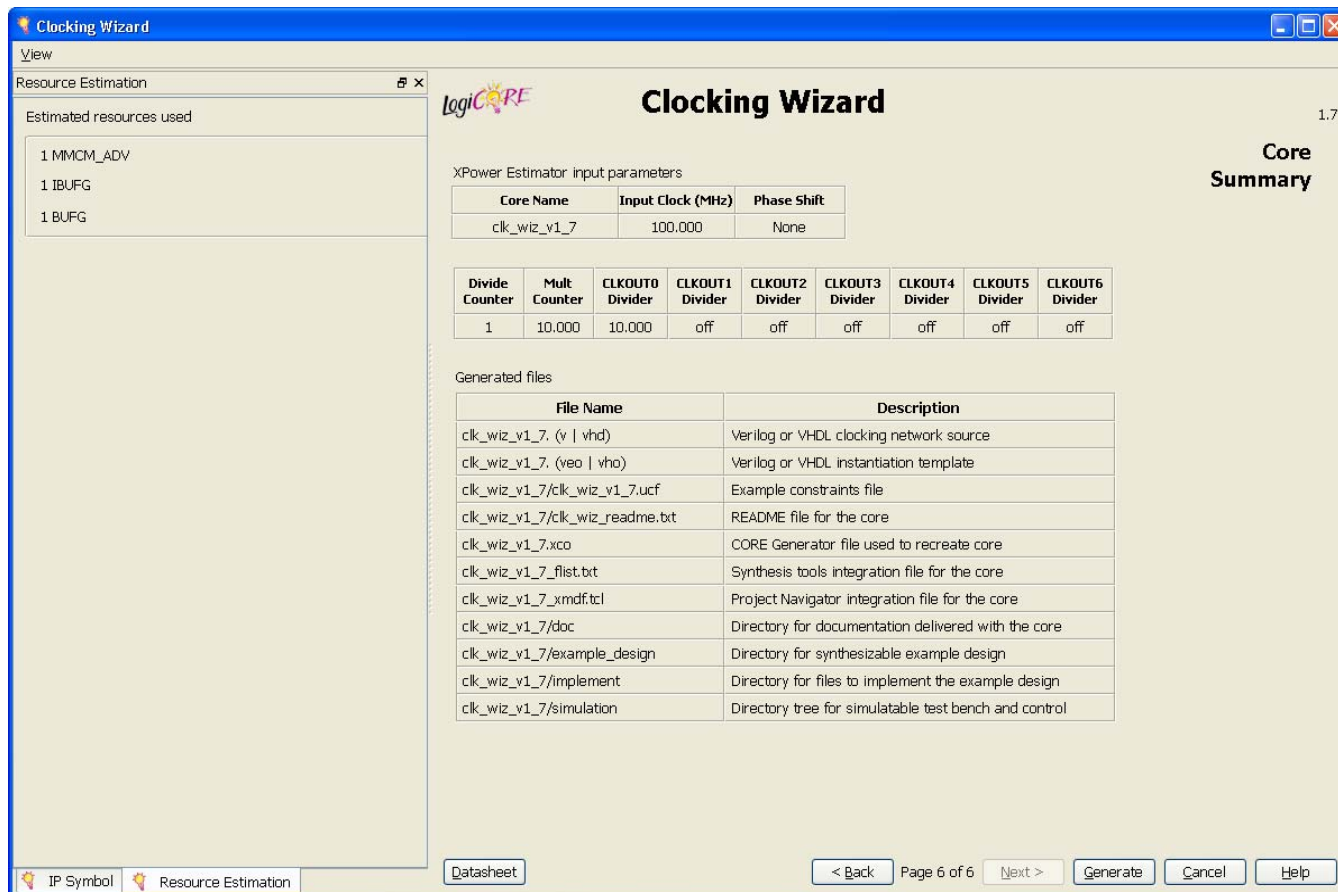 Clocking Wizard
View
Resource Estimation
Estimated resources used
1 MMCM_ADV
1 IBUFG
1 BUFG
IP Symbol Resource Estimation
LogiCORE
Clocking Wizard
1.7
Core
Summary
XPower Estimator input parameters
Core Name Input Clock (MHz) Phase Shift
clk_wiz_v1_7 100.000 None
Divide Mult CLKOUT0 CLKOUT1 CLKOUT2 CLKOUT3 CLKOUT4 CLKOUT5 CLKOUT6
Counter Counter Divider Divider Divider Divider Divider Divider Divider
1 10.000 10.000 off off off off off off
Generated files
File Name Description
clk_wiz_v1_7. (v | vhd) Verilog or VHDL clocking network source
clk_wiz_v1_7. (veo | vho) Verilog or VHDL instantiation template
clk_wiz_v1_7/clk_wiz_v1_7.ucf Example constraints file
clk_wiz_v1_7/clk_wiz_readme.txt README file for the core
clk_wiz_v1_7.xco CORE Generator file used to recreate core
clk_wiz_v1_7_flist.txt Synthesis tools integration file for the core
clk_wiz_v1_7_xmdf.tcl Project Navigator integration file for the core
clk_wiz_v1_7/doc Directory for documentation delivered with the core
clk_wiz_v1_7/example_design Directory for synthesizable example design
clk_wiz_v1_7/implement Directory for files to implement the example design
clk_wiz_v1_7/simulation Directory tree for simulatable test bench and control
Datasheet < Back Page 6 of 6 Next > Generate Cancel Help